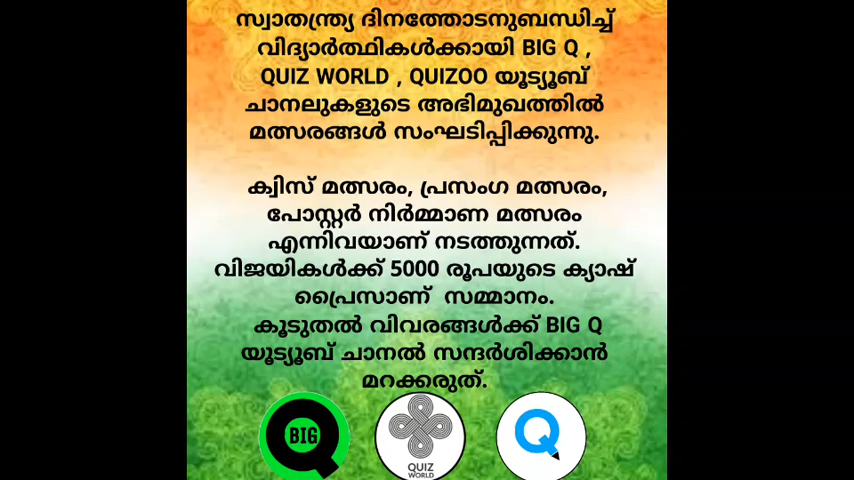 സ്വാതന്ത്ര്യ ദിനത്തോടനുബന്ധിച്ച്
വിദ്യാർത്ഥികൾക്കായി BIG Q ,
QUIZ WORLD , QUIZOO യൂട്യൂബ്
ചാനലുകളുടെ അഭിമുഖത്തിൽ
മത്സരങ്ങൾ സംഘടിപ്പിക്കുന്നു.
ക്വിസ് മത്സരം, പ്രസംഗ മത്സരം,
പോസ്റ്റർ നിർമ്മാണ മത്സരം
എന്നിവയാണ് നടത്തുന്നത്.
വിജയികൾക്ക് 5000 രൂപയുടെ ക്യാഷ്
പ്രൈസാണ് സമ്മാനം.
കൂടുതൽ വിവരങ്ങൾക്ക് BIG Q
യൂട്യൂബ് ചാനൽ സന്ദർശിക്കാൻ
മറക്കരുത്.
BIG
QUIZ
WORLD